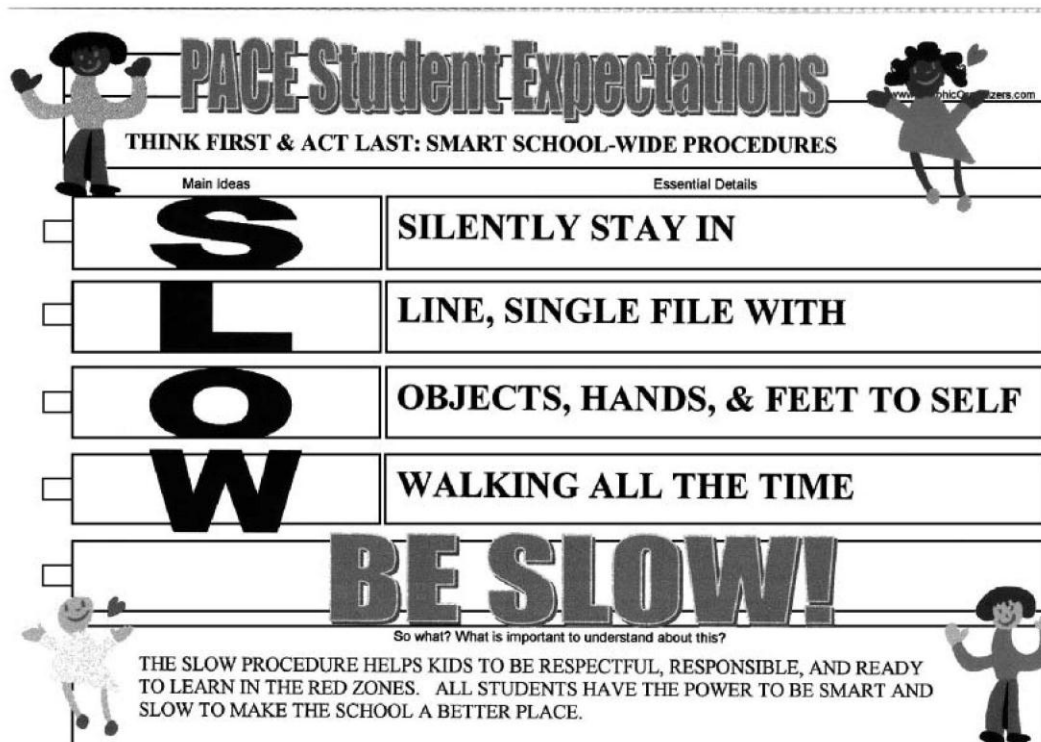 PACE Student Expectations
THINK FIRST & ACT LAST: SMART SCHOOL-WIDE PROCEDURES
Main Ideas
Essential Details
S
SILENTLY STAY IN
L
LINE, SINGLE FILE WITH
O
OBJECTS, HANDS, & FEET TO SELF
W
WALKING ALL THE TIME
BE SLOW!
So what? What is important to understand about this?
THE SLOW PROCEDURE HELPS KIDS TO BE RESPECTFUL, RESPONSIBLE, AND READY
TO LEARN IN THE RED ZONES. ALL STUDENTS HAVE THE POWER TO BE SMART AND
SLOW TO MAKE THE SCHOOL A BETTER PLACE.